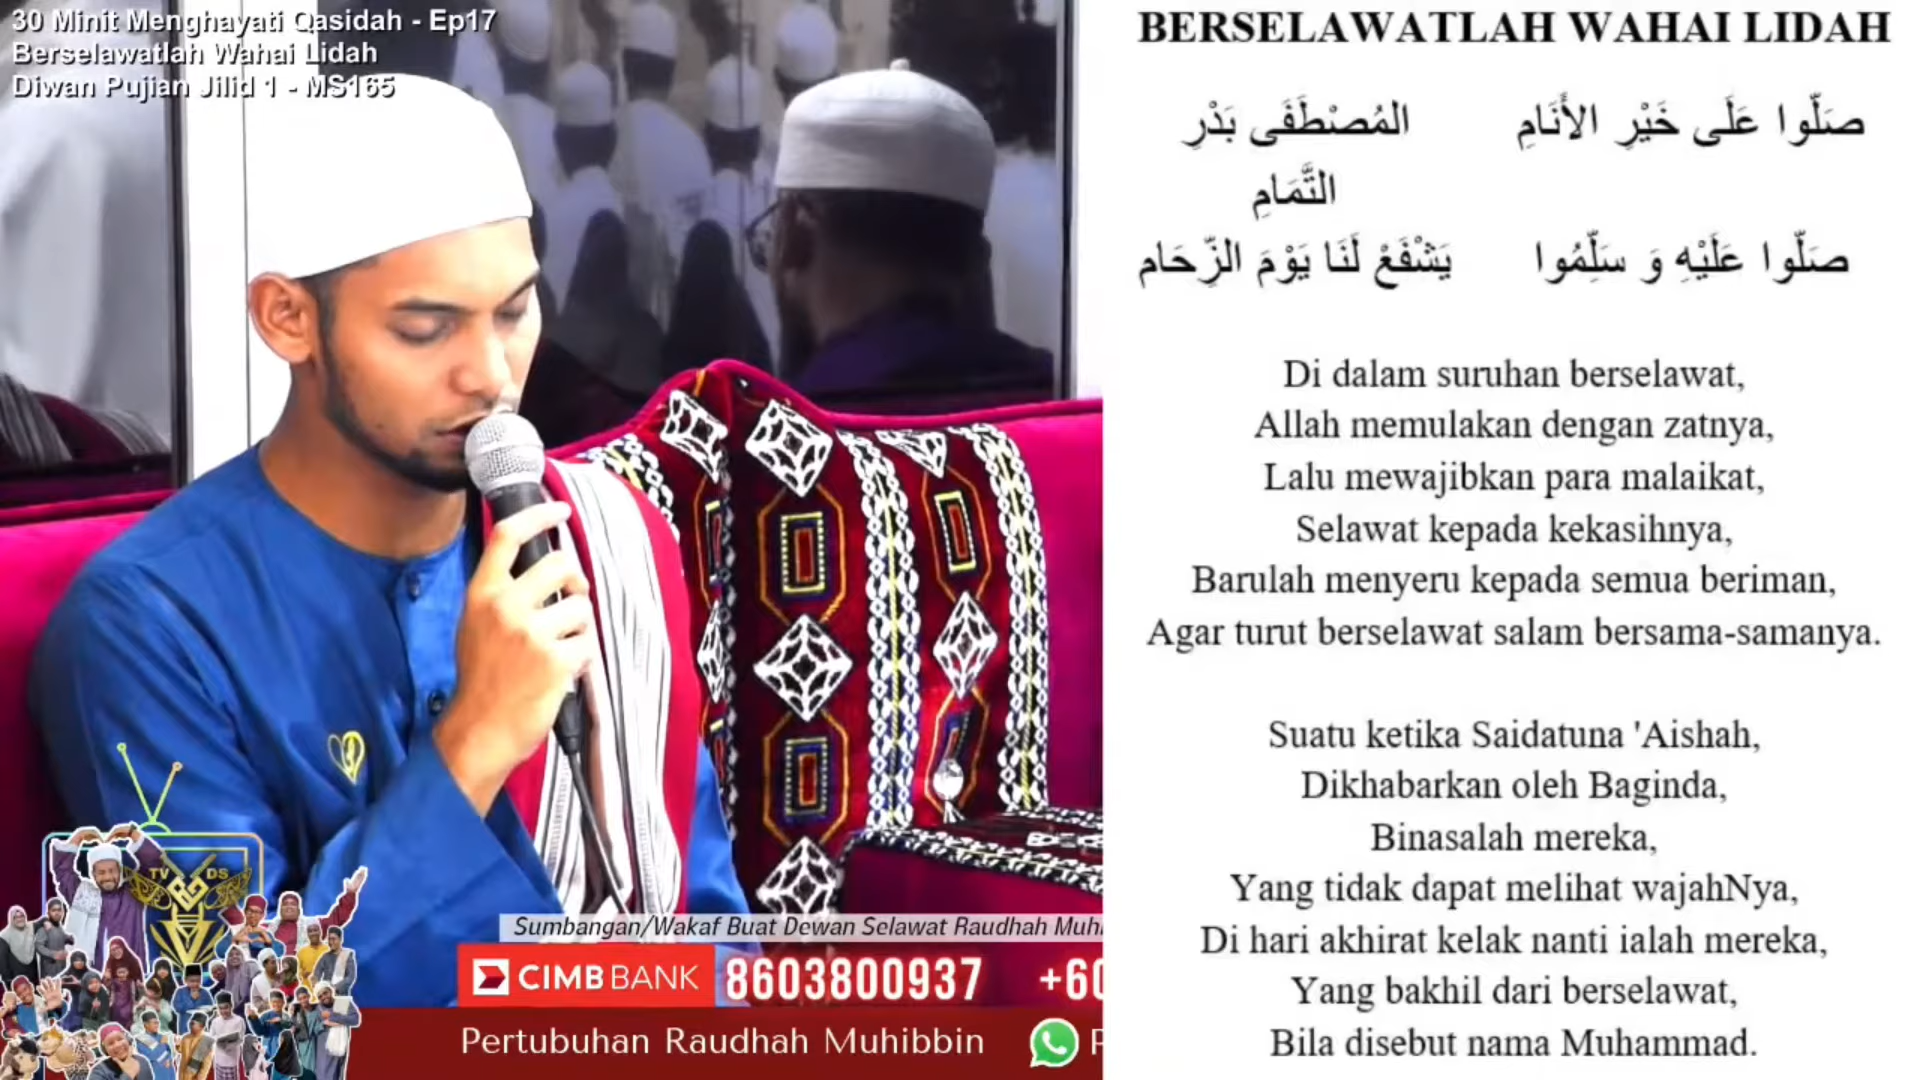 30 Minit Menghayati Qasidah - Ep17
Berselawatlah Wahai Lidah
Diwan Pujian Jilid 1 - MS165
BERSELAWATLAH WAHAI LIDAH
صَلُّوا عَلَى خَيْرِ الأَنَامِ المُصْطَفَى بَدْرِ
التَّمَامِ
صَلُّوا عَلَيْهِ وَ سَلِّمُوا يَشْفَعْ لَنَا يَوْمَ الزِّحَام
Di dalam suruhan berselawat,
Allah memulakan dengan zatnya,
Lalu mewajibkan para malaikat,
Selawat kepada kekasihnya,
Barulah menyeru kepada semua beriman,
Agar turut berselawat salam bersama-samanya.
Suatu ketika Saidatuna 'Aishah,
Dikhabarkan oleh Baginda,
Binasalah mereka,
Yang tidak dapat melihat wajahNya,
Di hari akhirat kelak nanti ialah mereka,
Yang bakhil dari berselawat,
Bila disebut nama Muhammad.
TV DS
Sumbangan/Wakaf Buat Dewan Selawat Raudhah Muhi
CIMB BANK 8603800937 +60
Pertubuhan Raudhah Muhibbin